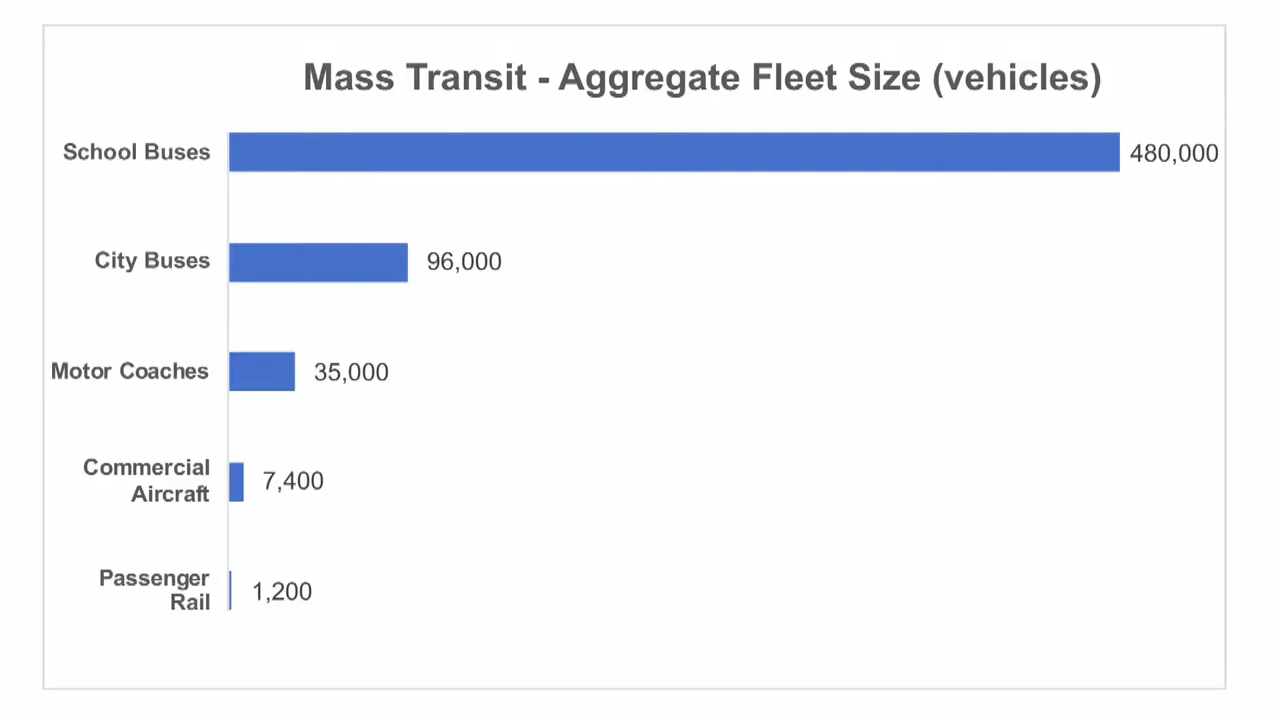 Mass Transit - Aggregate Fleet Size (vehicles)
School Buses 480,000
City Buses 96,000
Motor Coaches 35,000
Commercial
Aircraft 7,400
Passenger
Rail 1,200